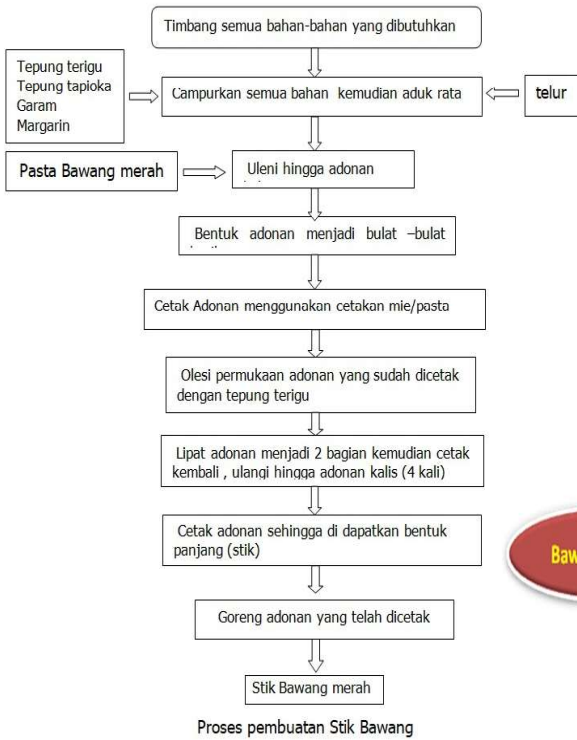 Timbang semua bahan-bahan yang dibutuhkan
Tepung terigu
Tepung tapioka
Garam
Margarin
Campurkan semua bahan kemudian aduk rata
telur
Pasta Bawang merah
Uleni hingga adonan
Bentuk adonan menjadi bulat –bulat
Cetak Adonan menggunakan cetakan mie/pasta
Olesi permukaan adonan yang sudah dicetak
dengan tepung terigu
Lipat adonan menjadi 2 bagian kemudian cetak
kembali , ulangi hingga adonan kalis (4 kali)
Cetak adonan sehingga di dapatkan bentuk
panjang (stik)
Baw
Goreng adonan yang telah dicetak
Stik Bawang merah
Proses pembuatan Stik Bawang